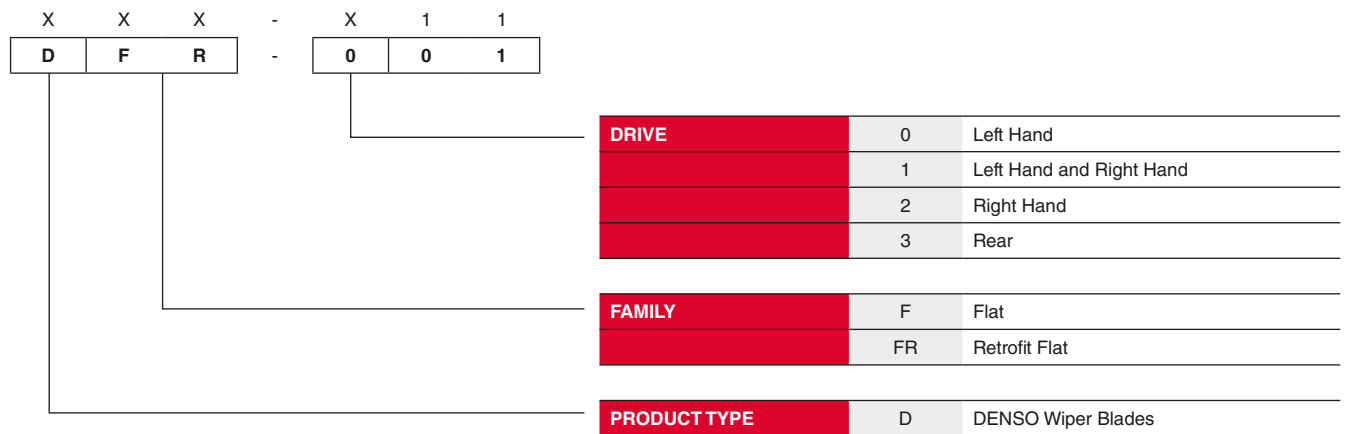 X X X - X 1 1
D F R - 0 0 1
DRIVE 0 Left Hand
1 Left Hand and Right Hand
2 Right Hand
3 Rear
FAMILY F Flat
FR Retrofit Flat
PRODUCT TYPE D DENSO Wiper Blades